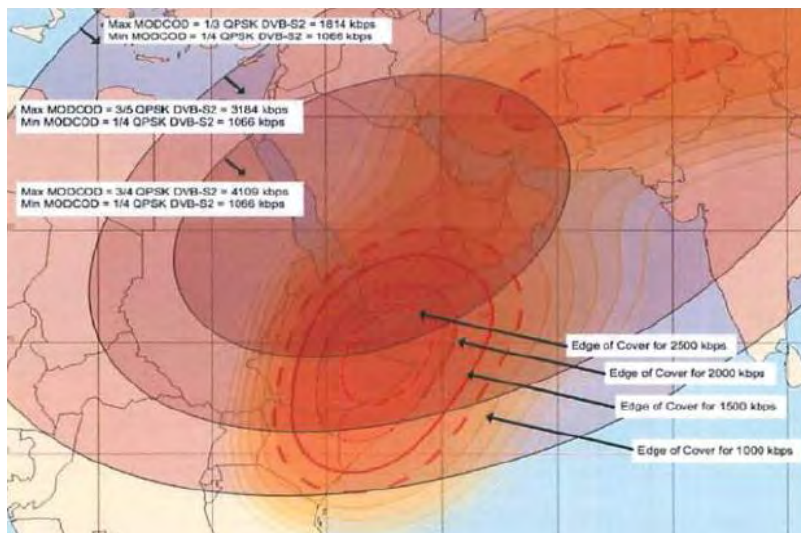 Max MODCOD = 1/3 QPSK DVB-S2 = 1814 kbps
Min MODCOD = 1/4 QPSK DVB-S2 = 1066 kbps
Max MODCOD = 3/5 QPSK DVB-S2 = 3184 kbps
Min MODCOD = 1/4 QPSK DVB-S2 = 1066 kbps
Max MODCOD = 3/4 QPSK DVB-S2 = 4109 kbps
Min MODCOD = 1/4 QPSK DVB-S2 = 1066 kbps
Edge of Cover for 2500 kbps
Edge of Cover for 2000 kbps
Edge of Cover for 1500 kbps
Edge of Cover for 1000 kbps